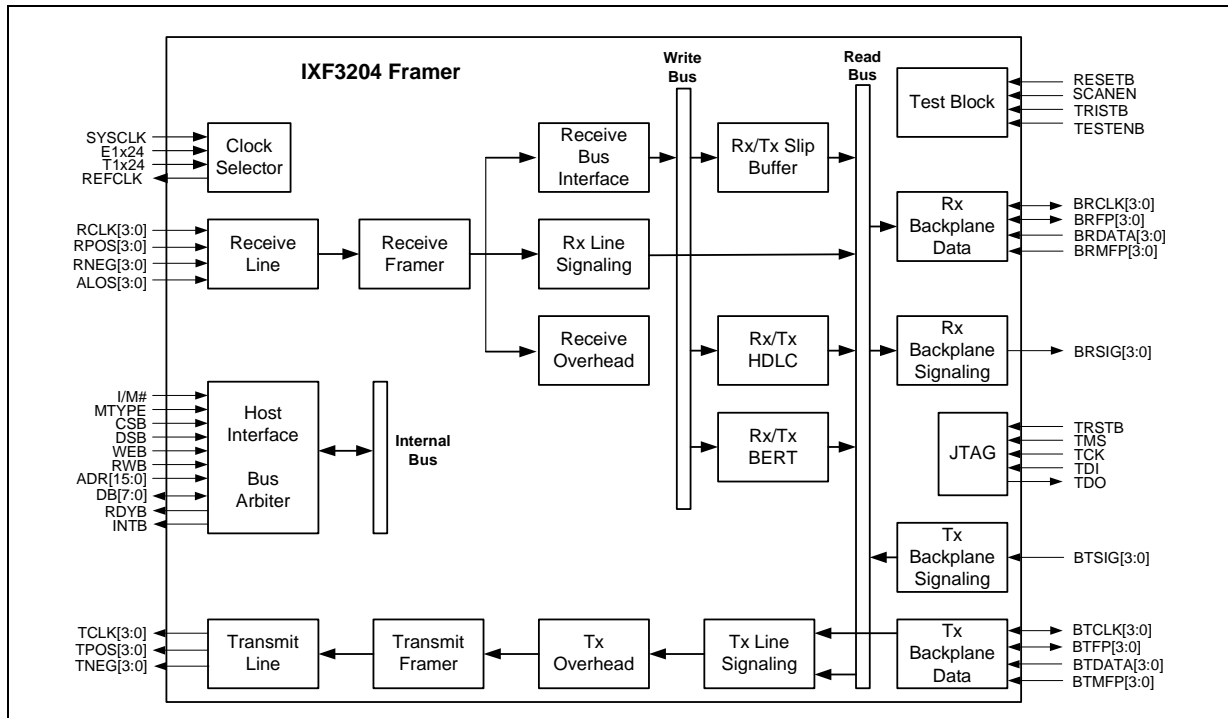 IXF3204 Framer
Write
Bus
Read
Bus
SYSCLK
E1x24
T1x24
REFCLK
Clock
Selector
Receive
Bus
Interface
Rx/Tx Slip
Buffer
Test Block
RESETB
SCANEN
TRISTB
TESTENB
RCLK[3:0]
RPOS[3:0]
RNEG[3:0]
ALOS[3:0]
Receive
Line
Receive
Framer
Rx Line
Signaling
Rx
Backplane
Data
BRCLK[3:0]
BRFP[3:0]
BRDATA[3:0]
BRMFP[3:0]
Receive
Overhead
Rx/Tx
HDLC
Rx
Backplane
Signaling
BRSIG[3:0]
I/M#
MTYPE
CSB
DSB
WEB
RWB
ADR[15:0]
DB[7:0]
RDYB
INTB
Host
Interface
Bus
Arbiter
Internal
Bus
Rx/Tx
BERT
JTAG
TRSTB
TMS
TCK
TDI
TDO
Tx
Backplane
Signaling
BTSIG[3:0]
TCLK[3:0]
TPOS[3:0]
TNEG[3:0]
Transmit
Line
Transmit
Framer
Tx
Overhead
Tx Line
Signaling
Tx
Backplane
Data
BTCLK[3:0]
BTFP[3:0]
BTDATA[3:0]
BTMFP[3:0]